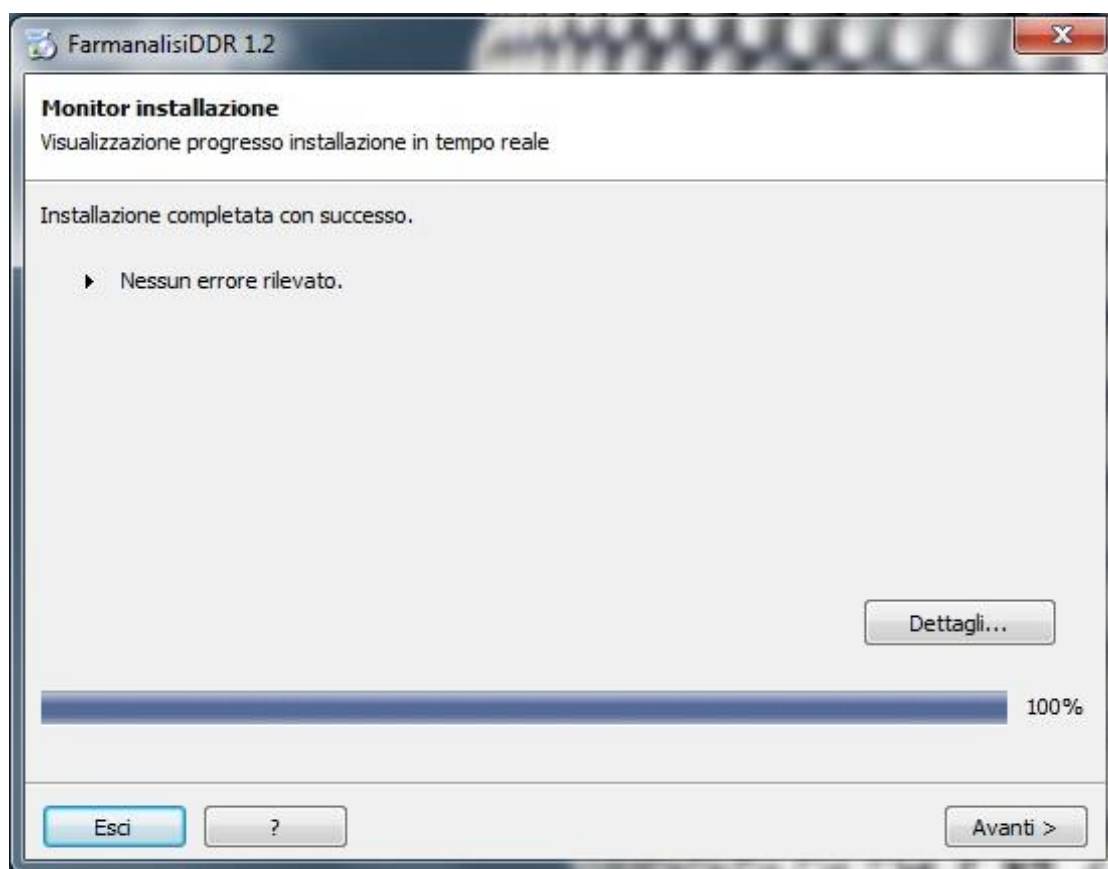 FarmanalisiDDR 1.2
Monitor installazione
Visualizzazione progresso installazione in tempo reale
Installazione completata con successo.
Nessun errore rilevato.
Dettagli...
100%
Esci ? Avanti >